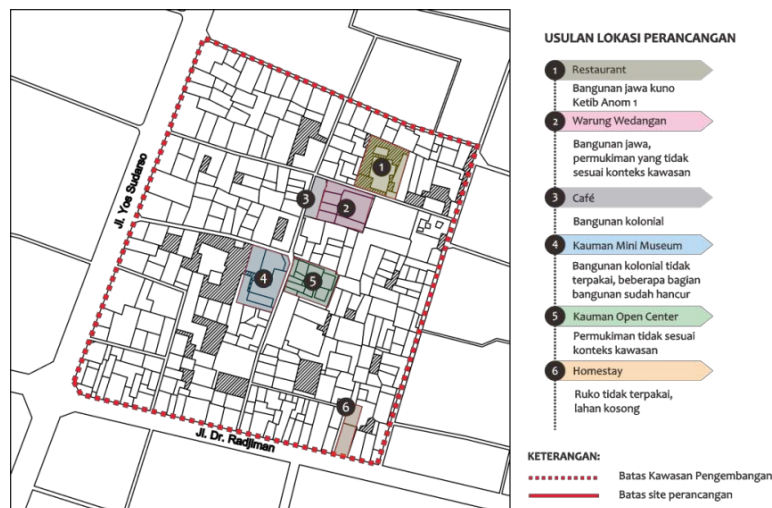 USULAN LOKASI PERANCANGAN
1 Restaurant
Bangunan jawa kuno
Ketib Anom 1
2 Warung Wedangan
Bangunan jawa,
permukiman yang tidak
sesuai konteks kawasan
3 Café
Bangunan kolonial
4 Kauman Mini Museum
Bangunan kolonial tidak
terpakai, beberapa bagian
bangunan sudah hancur
5 Kauman Open Center
Permukiman tidak sesuai
konteks kawasan
6 Homestay
Ruko tidak terpakai,
lahan kosong
KETERANGAN:
Batas Kawasan Pengembangan
Batas site perancangan
Jl. Yos Sudarso
1
3
2
4
5
6
Jl. Dr. Radjiman